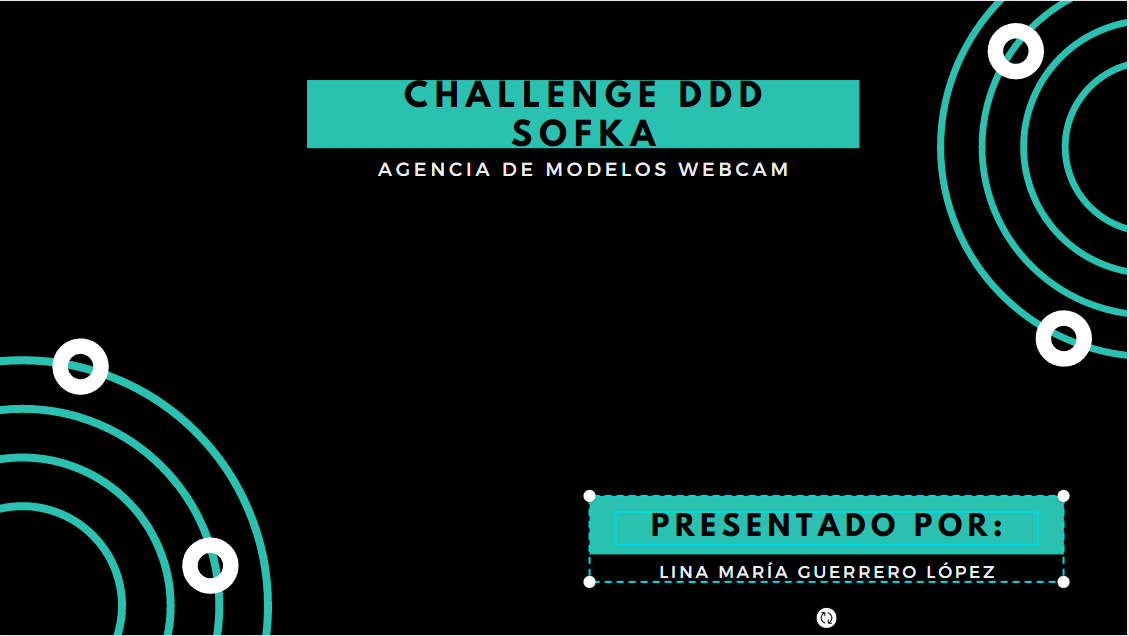 CHALLENGE DDD
SOFKA
AGENCIA DE MODELOS WEBCAM
PRESENTADO POR:
LINA MARÍA GUERRERO LÓPEZ